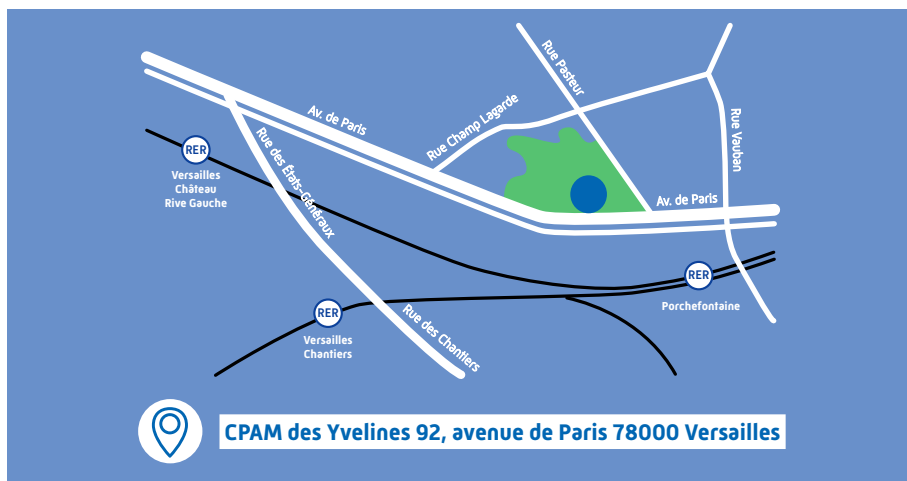 Rue Pasteur
Av. de Paris
Rue Champ Lagarde
Rue Vauban
RER
Versailles
Château
Rive Gauche
Rue des États-Généraux
Av. de Paris
RER
Porchefontaine
RER
Versailles
Chantiers
Rue des Chantiers
CPAM des Yvelines 92, avenue de Paris 78000 Versailles